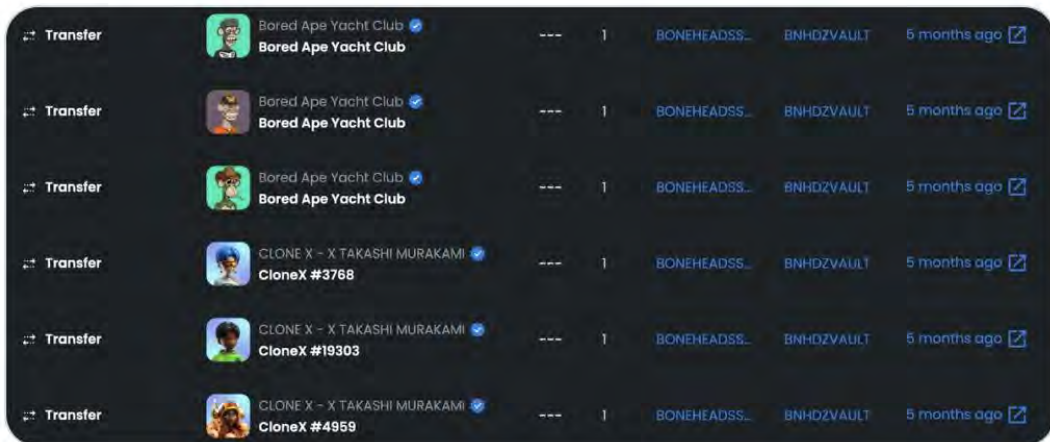 Bored Ape Yacht Club
Transfer --- 1 BONEHEADSS... BNHDZVAULT 5 months ago
Bored Ape Yacht Club
Bored Ape Yacht Club
Transfer --- 1 BONEHEADSS... BNHDZVAULT 5 months ago
Bored Ape Yacht Club
Bored Ape Yacht Club
Transfer --- 1 BONEHEADSS... BNHDZVAULT 5 months ago
Bored Ape Yacht Club
CLONE X - X TAKASHI MURAKAMI
Transfer --- 1 BONEHEADSS... BNHDZVAULT 5 months ago
CloneX #3768
CLONE X - X TAKASHI MURAKAMI
Transfer --- 1 BONEHEADSS... BNHDZVAULT 5 months ago
CloneX #19303
CLONE X - X TAKASHI MURAKAMI
Transfer --- 1 BONEHEADSS... BNHDZVAULT 5 months ago
CloneX #4959